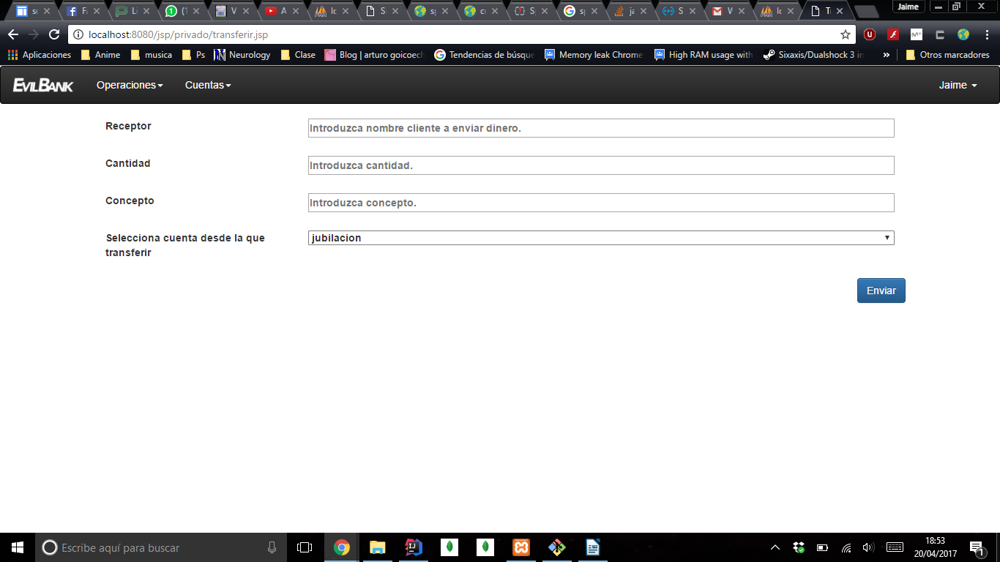 Jaime
localhost:8080/jsp/privado/transferir.jsp
Aplicaciones Anime musica Ps Neurology Clase Blog | arturo goicoech Tendencias de búsque Memory leak Chrome High RAM usage with Sixaxis/Dualshock 3 in » Otros marcadores
EVILBANK Operaciones Cuentas Jaime
Receptor Introduzca nombre cliente a enviar dinero.
Cantidad Introduzca cantidad.
Concepto Introduzca concepto.
Selecciona cuenta desde la que jubilacion
transferir
Enviar
Escribe aquí para buscar
18:53
20/04/2017
1